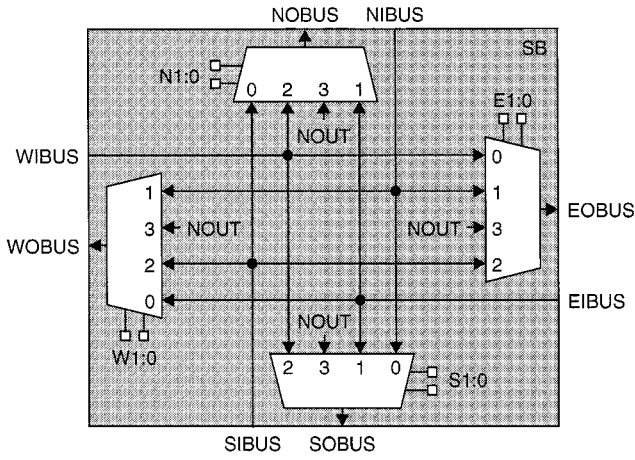 NOBUS NIBUS
SB
N1:0
0 2 3 1
E1:0
NOUT
WIBUS
0
1 1 EOBUS
3 NOUT NOUT 3
WOBUS
2 2
0 EIBUS
NOUT
W1:0
2 3 1 0
S1:0
SIBUS SOBUS